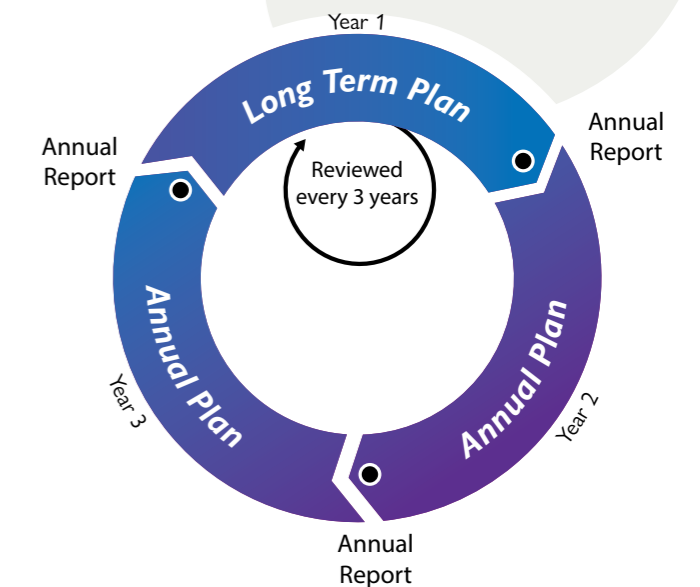 Year 1
Long Term Plan
Annual
Report
Annual
Report
Reviewed
every 3 years
Annual Plan
Year 2
Annual Plan
Year 3
Annual
Report